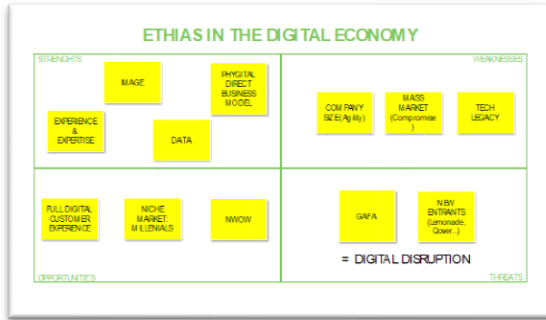 ETHIAS IN THE DIGITAL ECONOMY
STRENGHTS
WEAKNESSES
IMAGE
PHYGITAL
DIRECT
BUSINESS
MODEL
EXPERIENCE
&
EXPERTISE
DATA
COMPANY
SIZE(Agility)
MASS
MARKET
(Compromise
)
TECH
LEGACY
FULL DIGITAL
CUSTOMER
EXPERIENCE
NICHE
MARKET:
MILLENIALS
NWOW
GAFA
NEW
ENTRANTS
(Lemonade,
Qover...)
= DIGITAL DISRUPTION
OPPORTUNITIES
THREATS